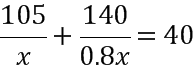 105/x + 140/0.8x = 40